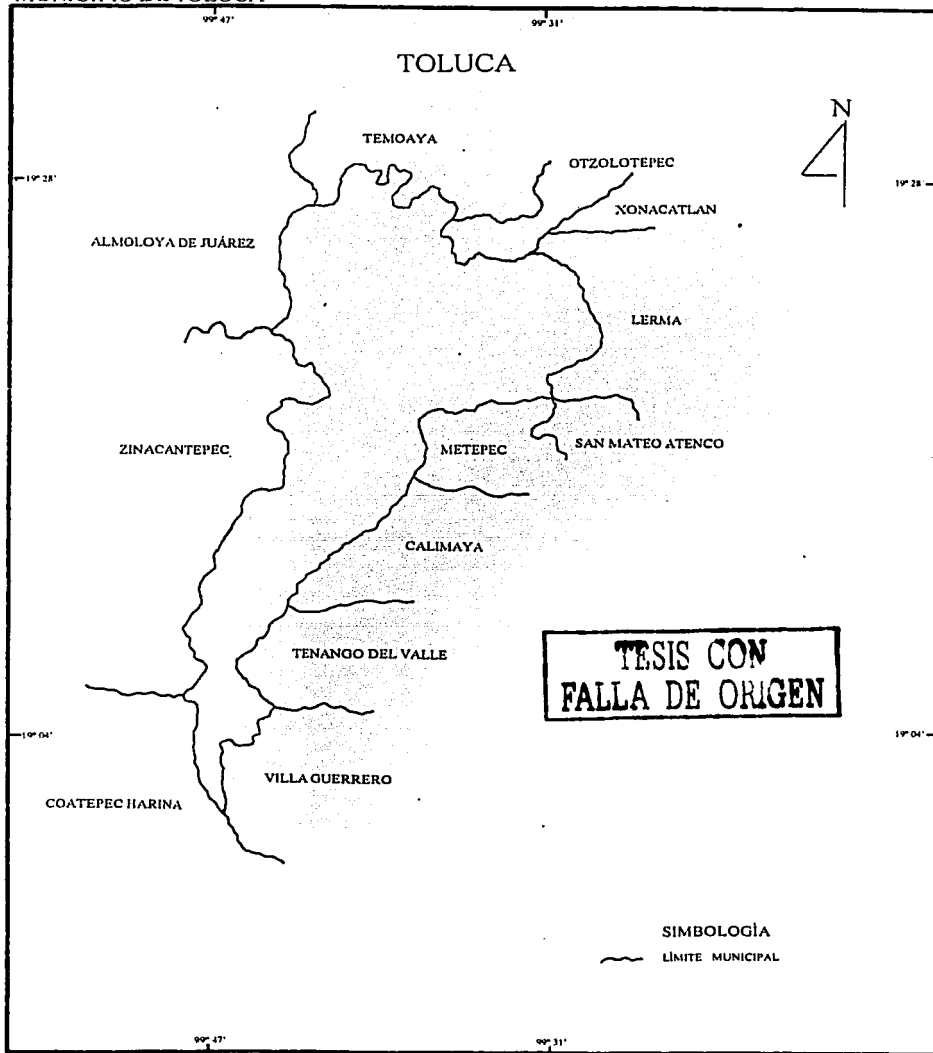 99° 47'
99° 31'
TOLUCA
N
TEMOAYA
OTZOLOTEPEC
19° 28'
19° 28'
XONACATLAN
ALMOLOYA DE JUÁREZ
LERMA
ZINACANTEPEC
METEPEC
SAN MATEO ATENCO
CALIMAYA
TENANGO DEL VALLE
TESIS CON
FALLA DE ORIGEN
19° 04'
19° 04'
VILLA GUERRERO
COATEPEC HARINA
SIMBOLOGÌA
LÍMITE MUNICIPAL
99° 47'
99° 31'